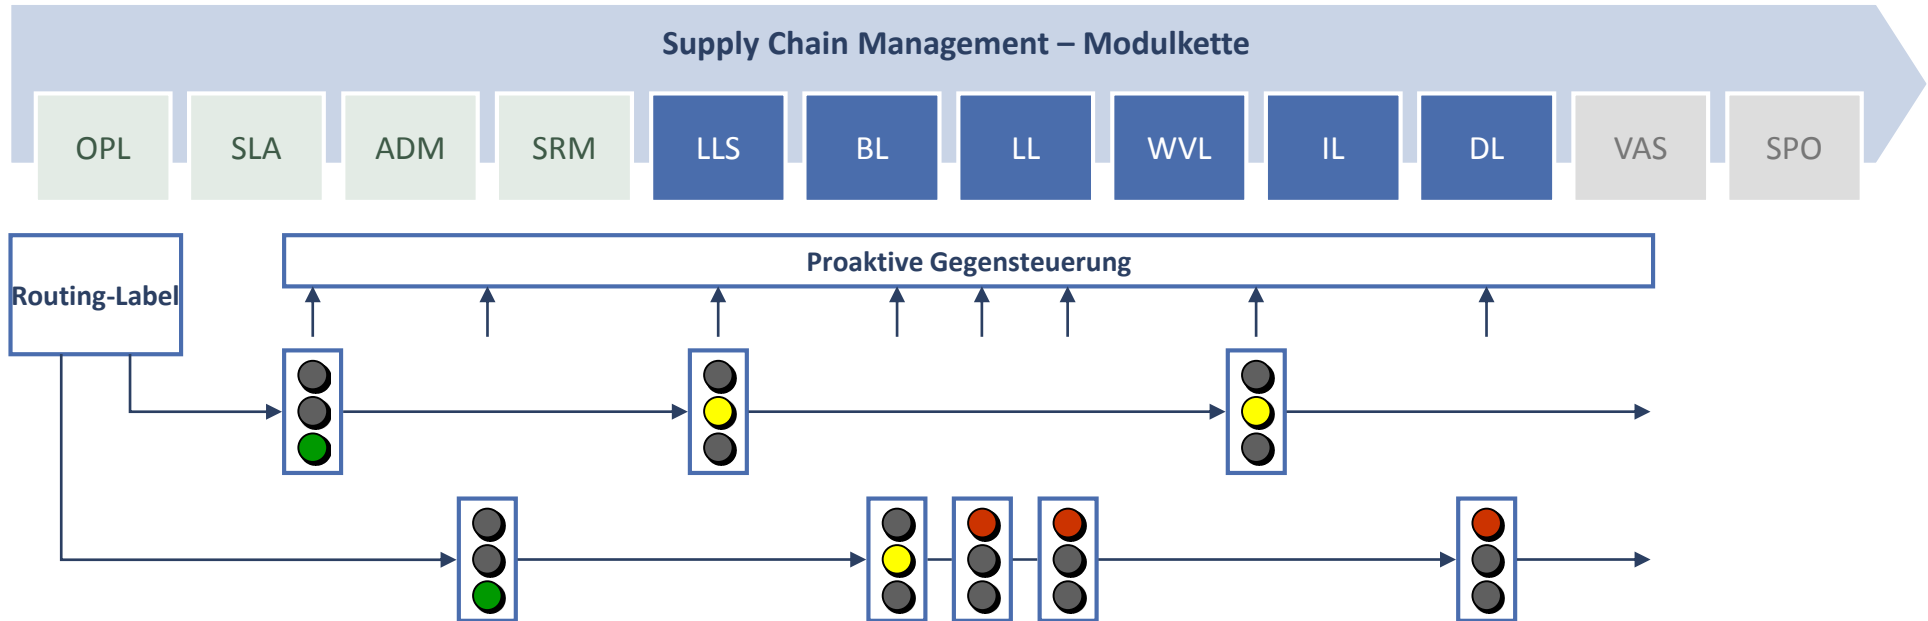 Supply Chain Management – Modulkette
OPL SLA ADM SRM LLS BL LL WVL IL DL VAS SPO
Proaktive Gegensteuerung
Routing-Label